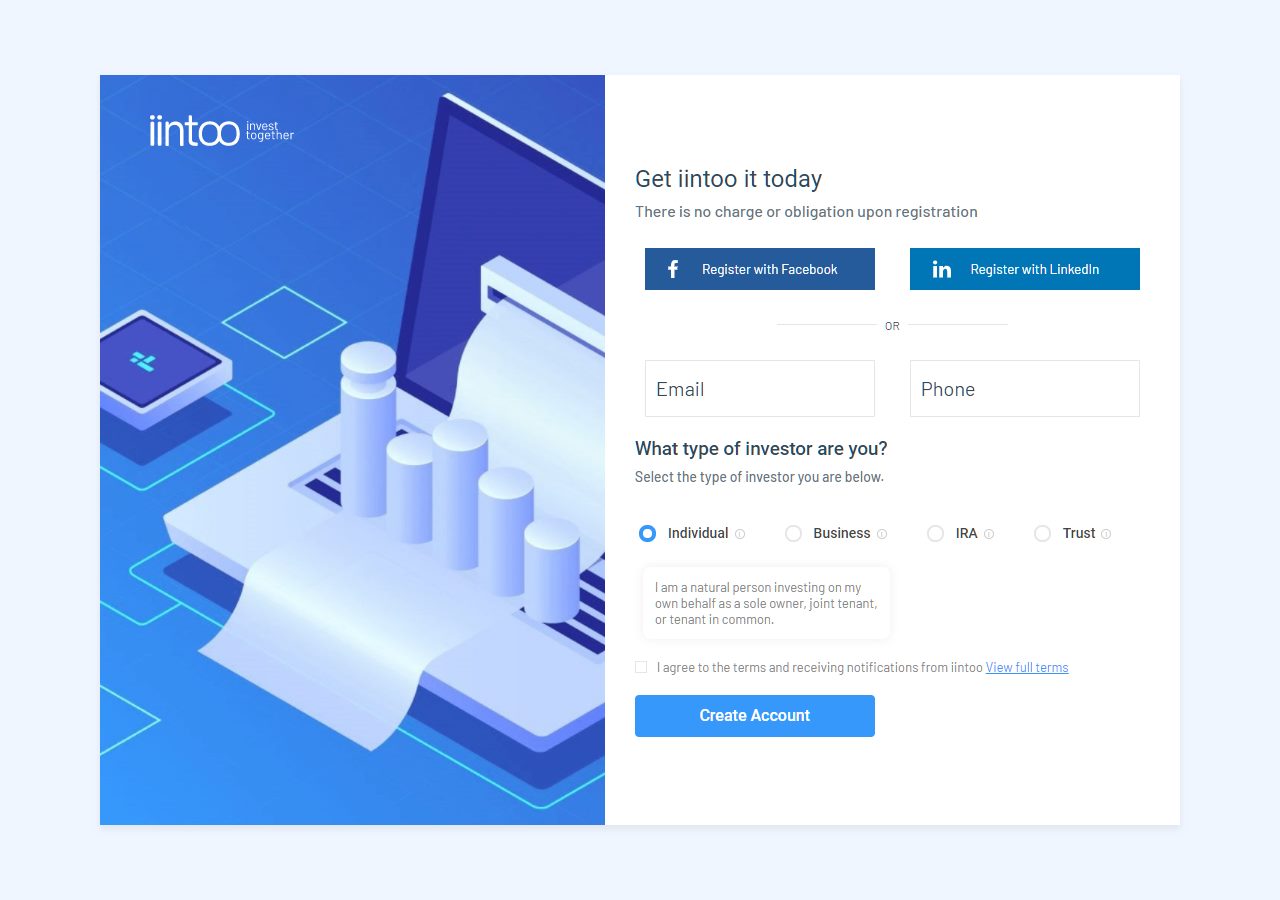 iintoo invest
together
Get iintoo it today
There is no charge or obligation upon registration
Register with Facebook
Register with LinkedIn
OR
Email
Phone
What type of investor are you?
Select the type of investor you are below.
Individual
Business
IRA
Trust
I am a natural person investing on my
own behalf as a sole owner, joint tenant,
or tenant in common.
I agree to the terms and receiving notifications from iintoo View full terms
Create Account